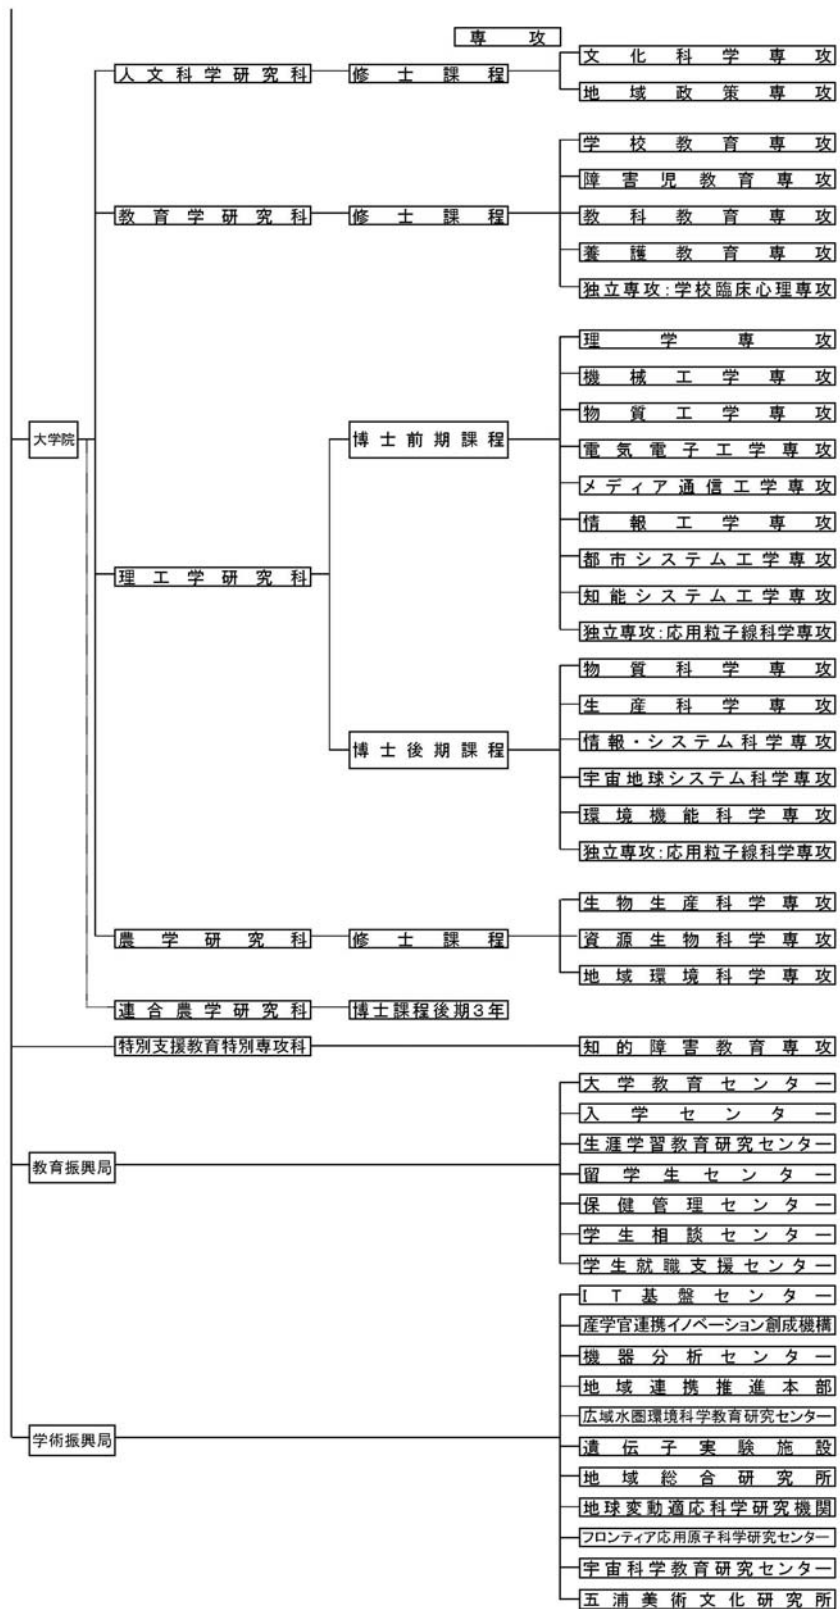 専攻
人文科学研究科
修士課程
文化科学専攻
地域政策専攻
教育学研究科
修士課程
学校教育専攻
障害児教育専攻
教科教育専攻
養護教育専攻
独立専攻:学校臨床心理専攻
大学院
理工学研究科
博士前期課程
理学専攻
機械工学専攻
物質工学専攻
電気電子工学専攻
メディア通信工学専攻
情報工学専攻
都市システム工学専攻
知能システム工学専攻
独立専攻:応用粒子線科学専攻
博士後期課程
物質科学専攻
生産科学専攻
情報・システム科学専攻
宇宙地球システム科学専攻
環境機能科学専攻
独立専攻:応用粒子線科学専攻
農学研究科
修士課程
生物生産科学専攻
資源生物科学専攻
地域環境科学専攻
連合農学研究科
博士課程後期3年
特別支援教育特別専攻科
知的障害教育専攻
教育振興局
大学教育センター
入学センター
生涯学習教育研究センター
留学生センター
保健管理センター
学生相談センター
学生就職支援センター
学術振興局
IT基盤センター
産学官連携イノベーション創成機構
機器分析センター
地域連携推進本部
広域水圏環境科学教育研究センター
遺伝子実験施設
地域総合研究所
地球変動適応科学研究機関
フロンティア応用原子科学研究センター
宇宙科学教育研究センター
五浦美術文化研究所